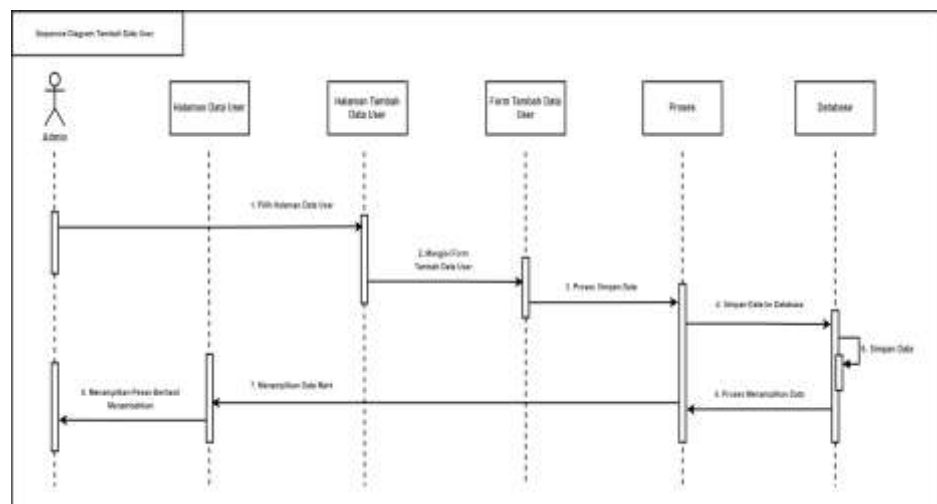 Sequence Diagram Tambah Data User
Admin
Halaman Data User
Halaman Tambah
Data User
Form Tambah Data
User
Proses
Database
1. Pilih Halaman Data User
2. Mengisi Form
Tambah Data User
3. Proses Simpan Data
4. Simpan Data ke Database
5. Simpan Data
6. Proses Menampilkan Data
7. Menampilkan Data
8. Menampilkan Pesan Berhasil
Menambahkan